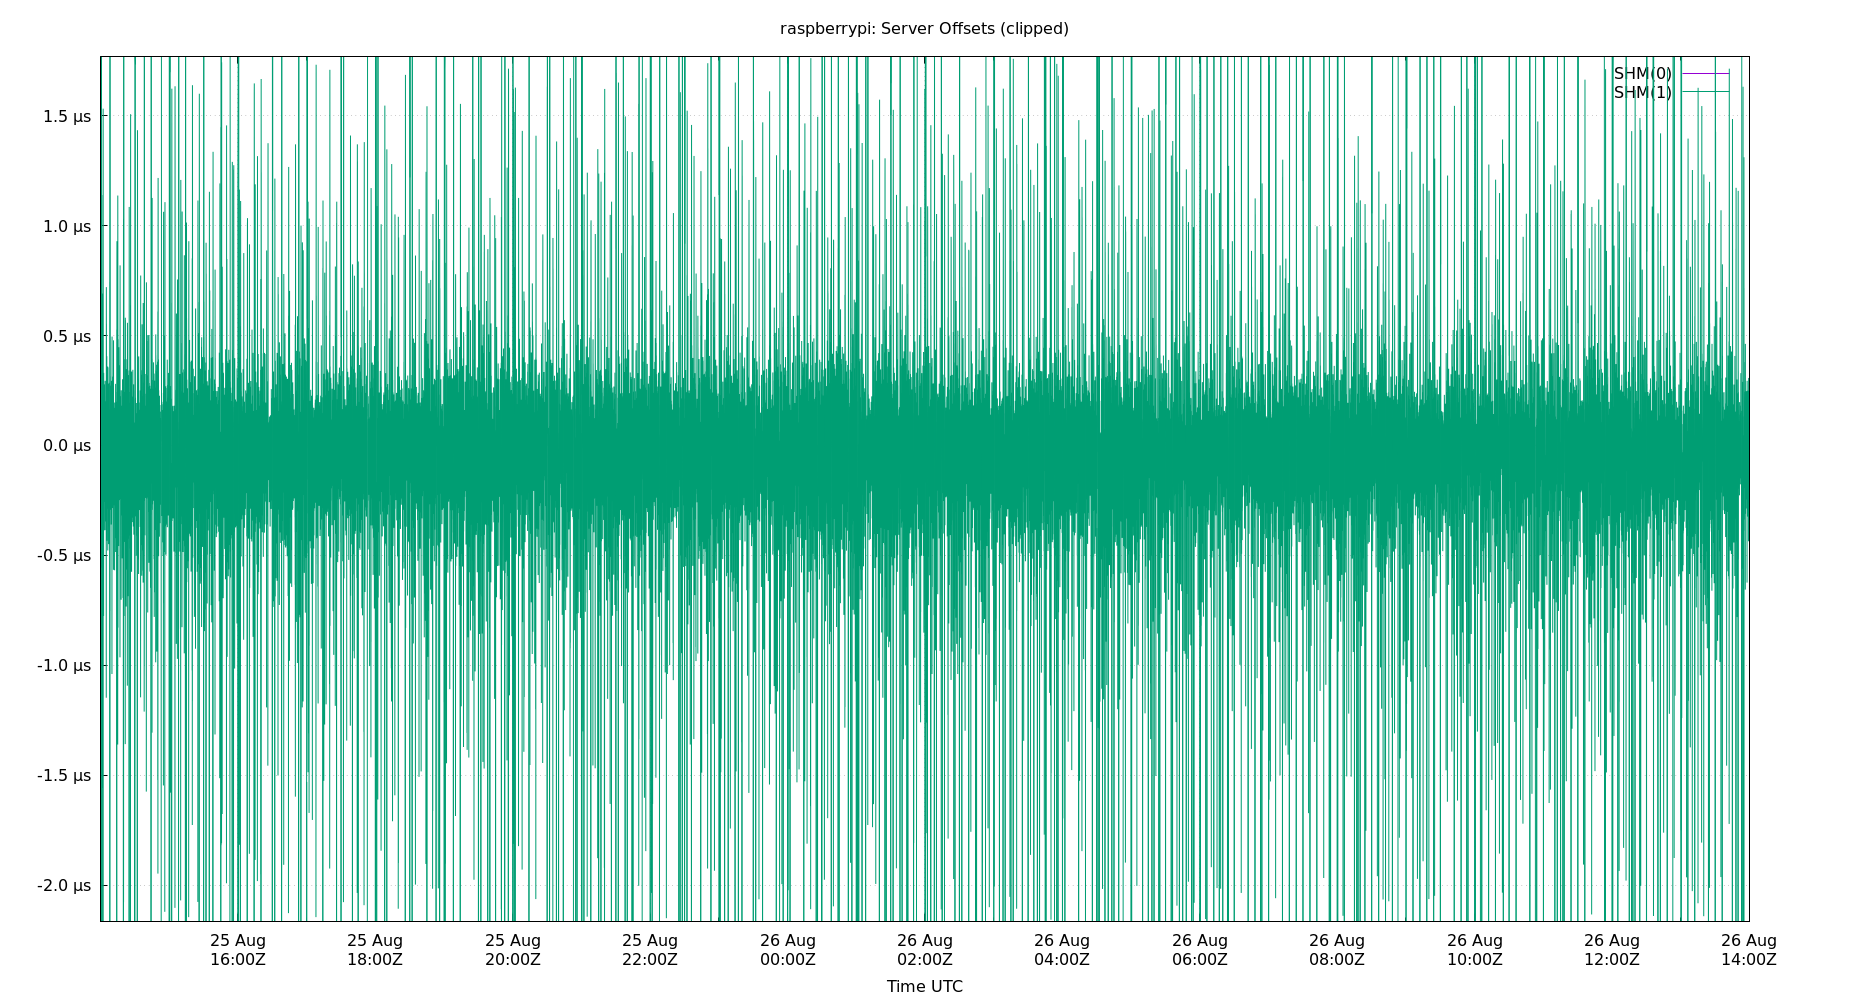 raspberrypi: Server Offsets (clipped)
SHM(0)
SHM(1)
1.5 µs
1.0 µs
0.5 µs
0.0 µs
-0.5 µs
-1.0 µs
-1.5 µs
-2.0 µs
25 Aug 25 Aug 25 Aug 25 Aug 26 Aug 26 Aug 26 Aug 26 Aug 26 Aug 26 Aug 26 Aug 26 Aug
16:00Z 18:00Z 20:00Z 22:00Z 00:00Z 02:00Z 04:00Z 06:00Z 08:00Z 10:00Z 12:00Z 14:00Z
Time UTC